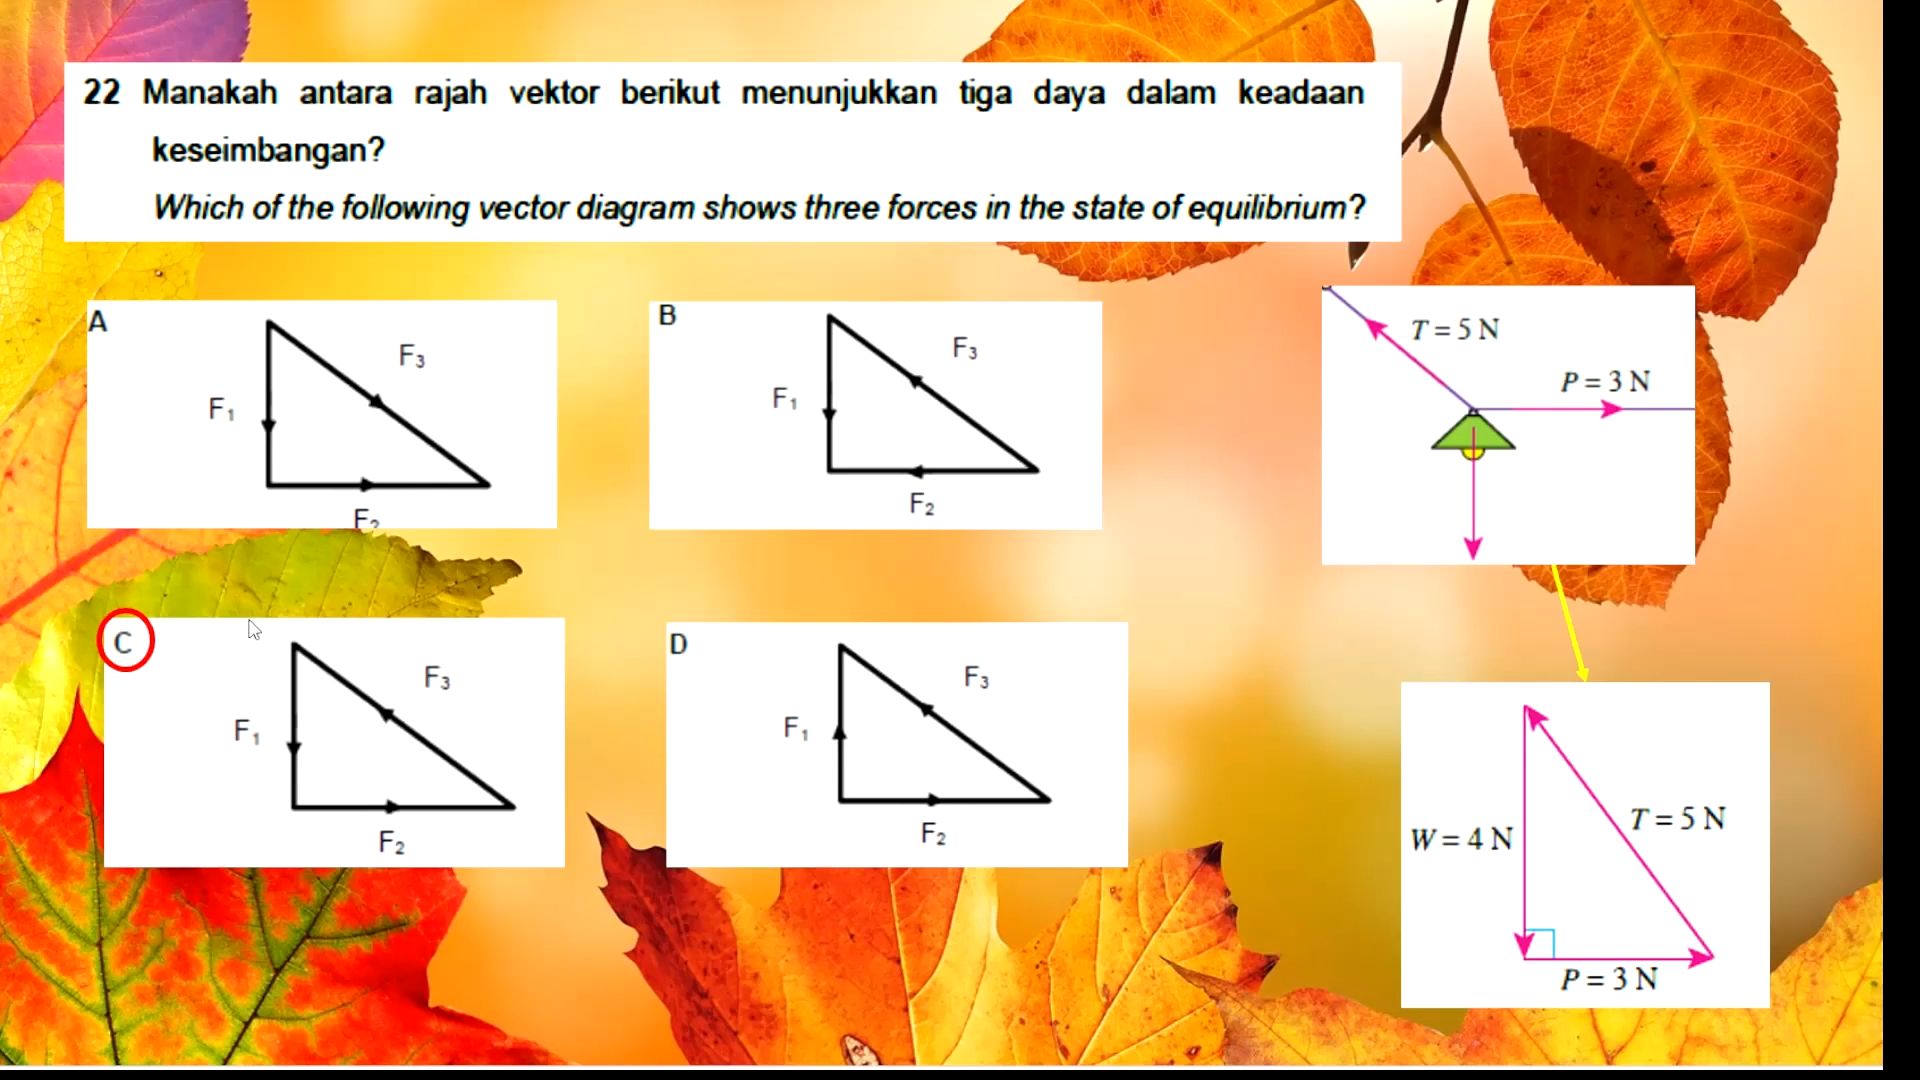 22 Manakah antara rajah vektor berikut menunjukkan tiga daya dalam keadaan
keseimbangan?
Which of the following vector diagram shows three forces in the state of equilibrium?
A
F₃
F₁
F₂
B
F₃
F₁
F₂
T = 5 N
P = 3 N
C
F₃
F₁
F₂
D
F₃
F₁
F₂
T = 5 N
W = 4 N
P = 3 N